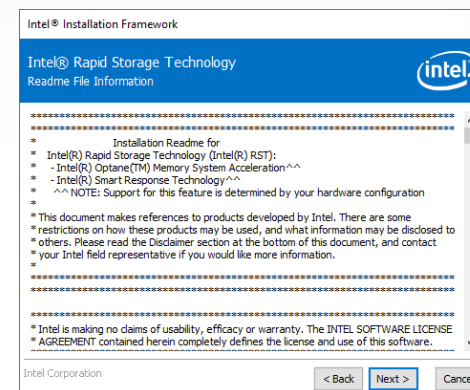 Intel® Installation Framework
Intel® Rapid Storage Technology
Readme File Information
intel
********************************************************************************
********************************************************************************
* Installation Readme for
* Intel(R) Rapid Storage Technology (Intel(R) RST):
* - Intel(R) Optane(TM) Memory System Acceleration^^
* - Intel(R) Smart Response Technology^^
* ^^ NOTE: Support for this feature is determined by your hardware configuration
*
* This document makes references to products developed by Intel. There are some
* restrictions on how these products may be used, and what information may be disclosed to
* others. Please read the Disclaimer section at the bottom of this document, and contact
* your Intel field representative if you would like more information.
*
********************************************************************************
********************************************************************************
********************************************************************************
* Intel is making no claims of usability, efficacy or warranty. The INTEL SOFTWARE LICENSE
* AGREEMENT contained herein completely defines the license and use of this software.
Intel Corporation
< Back Next > Cance